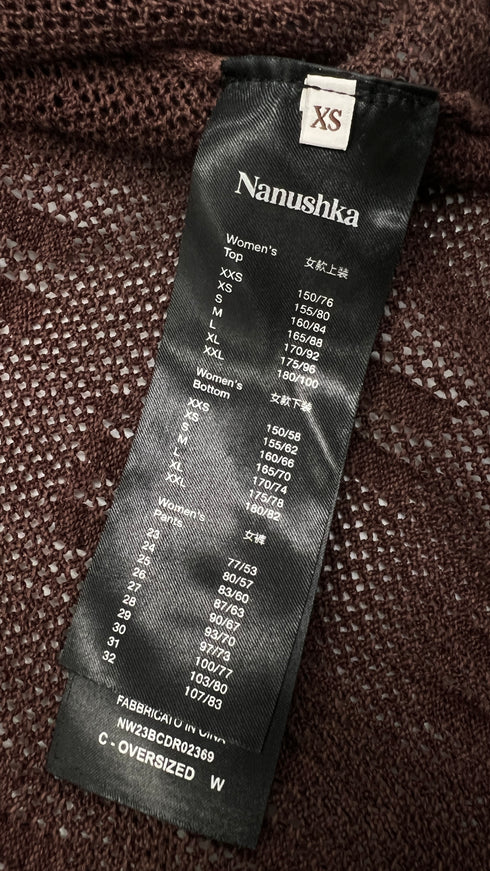 XS
Nanushka
Women's Top 女款上装
XXS 150/76
XS 155/80
S 160/84
M 165/88
L 170/92
XL 175/96
XXL 180/100
Women's Bottom 女款下装
XXS 150/58
XS 155/62
S 160/66
M 165/70
L 170/74
XL 175/78
XXL 180/82
Women's Pants 女褲
23 77/53
24 80/57
25 83/60
26 87/63
27 90/67
28 93/70
29 97/73
30 100/77
31 103/80
32 107/83
FABBRICATO IN CINA
NW23BCDR02369
C - OVERSIZED W